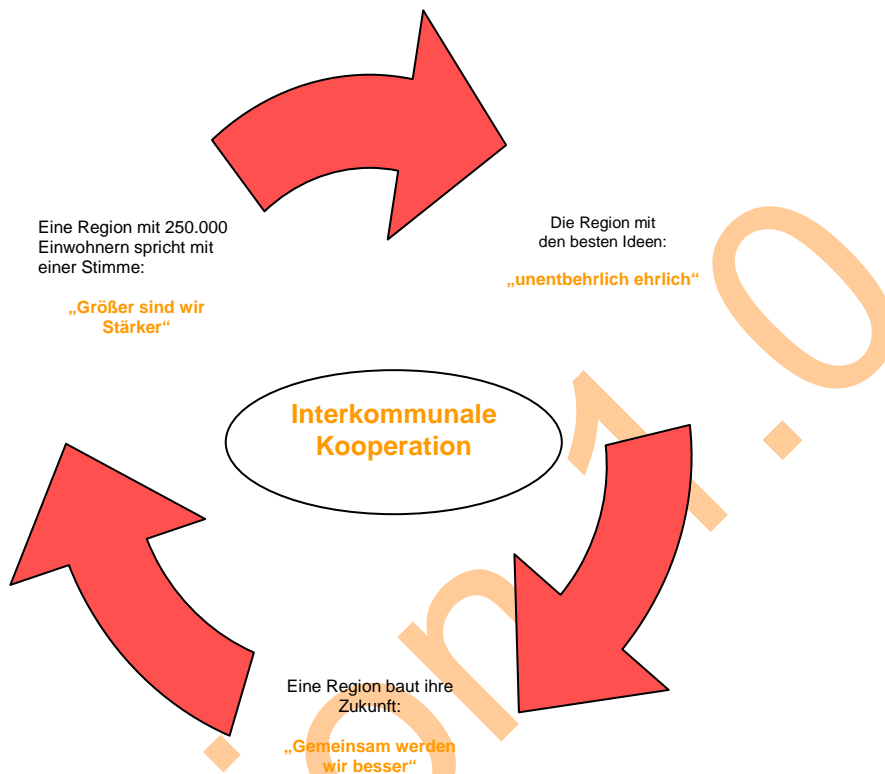 Eine Region mit 250.000
Einwohnern spricht mit
einer Stimme:
„Größer sind wir
Stärker“
Die Region mit
den besten Ideen:
„unentbehrlich ehrlich“
Interkommunale
Kooperation
Eine Region baut ihre
Zukunft:
„Gemeinsam werden
wir besser“